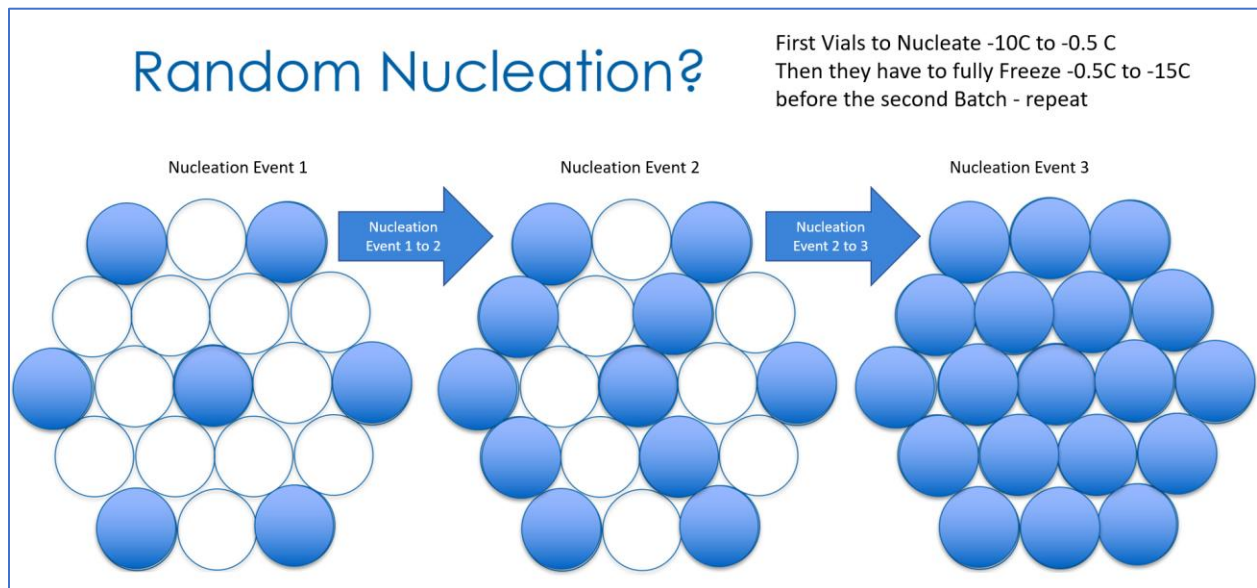 Random Nucleation?
First Vials to Nucleate -10C to -0.5 C
Then they have to fully Freeze -0.5C to -15C
before the second Batch - repeat
Nucleation Event 1
Nucleation Event 2
Nucleation Event 3
Nucleation
Event 1 to 2
Nucleation
Event 2 to 3